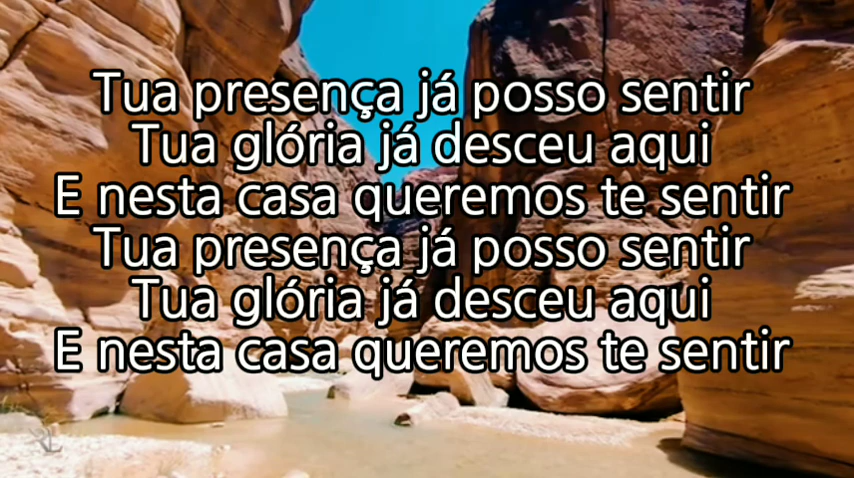 Tua presença já posso sentir
Tua glória já desceu aqui
E nesta casa queremos te sentir
Tua presença já posso sentir
Tua glória já desceu aqui
E nesta casa queremos te sentir